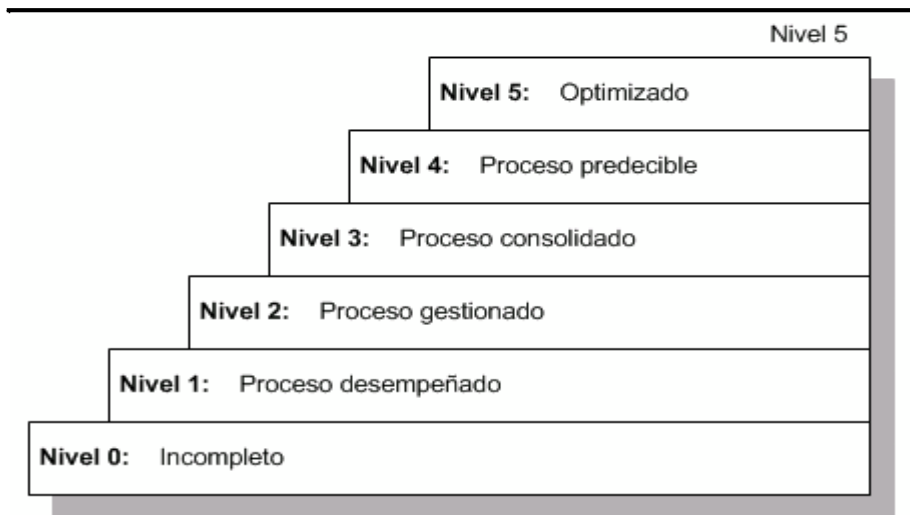 Nivel 5
Nivel 5: Optimizado
Nivel 4: Proceso predecible
Nivel 3: Proceso consolidado
Nivel 2: Proceso gestionado
Nivel 1: Proceso desempeñado
Nivel 0: Incompleto